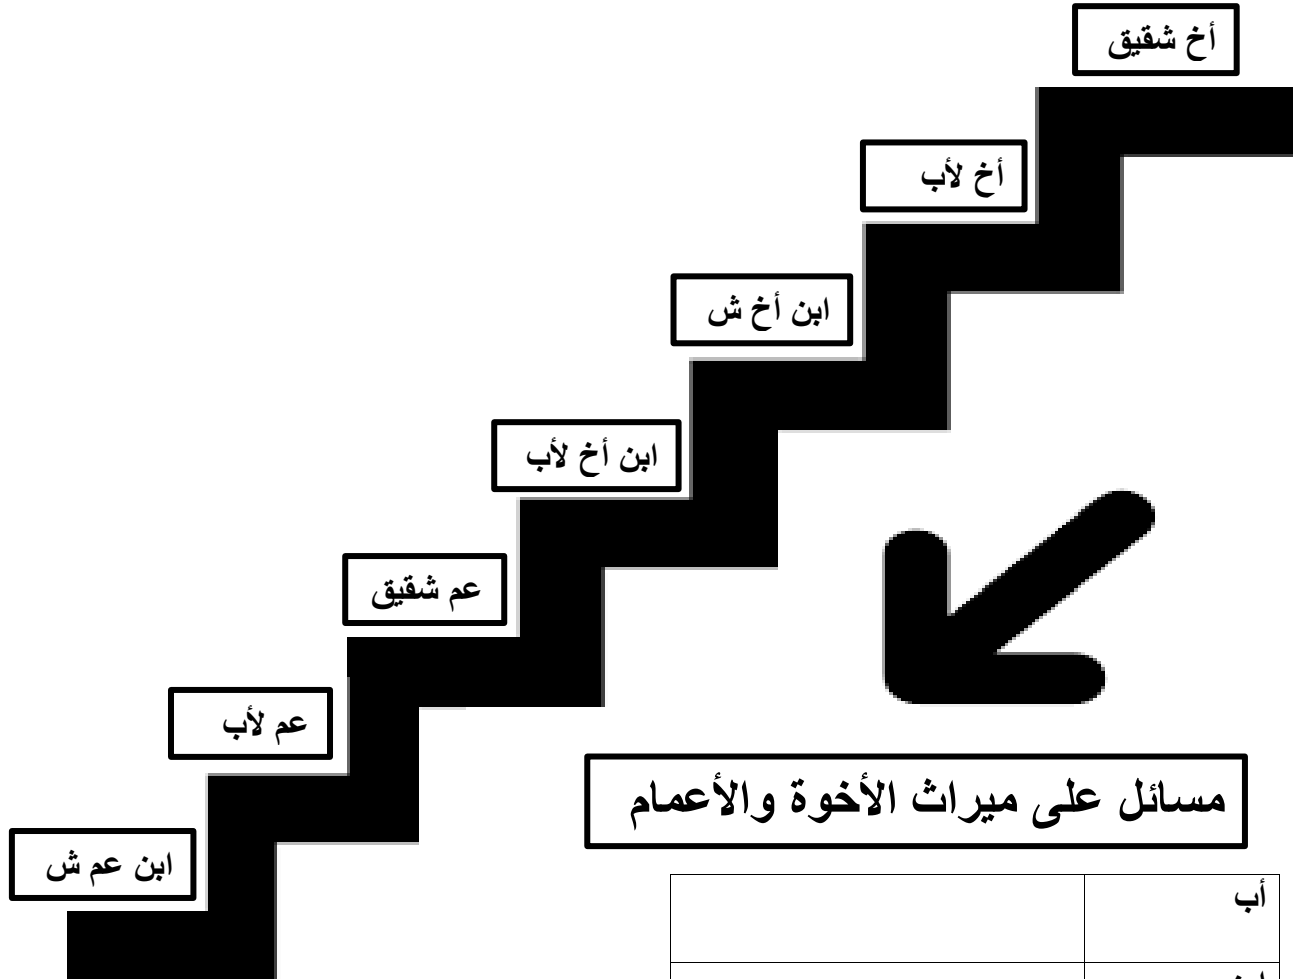 أخ شقيق
أخ لأب
ابن أخ ش
ابن أخ لأب
عم شقيق
عم لأب
مسائل على ميراث الأخوة والأعمام
ابن عم ش
أب